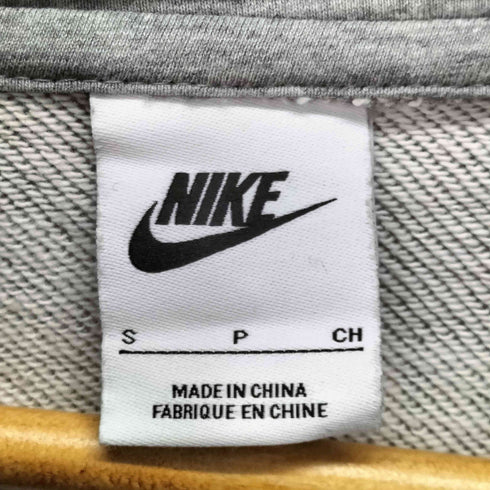 NIKE
S P CH
MADE IN CHINA
FABRIQUE EN CHINE